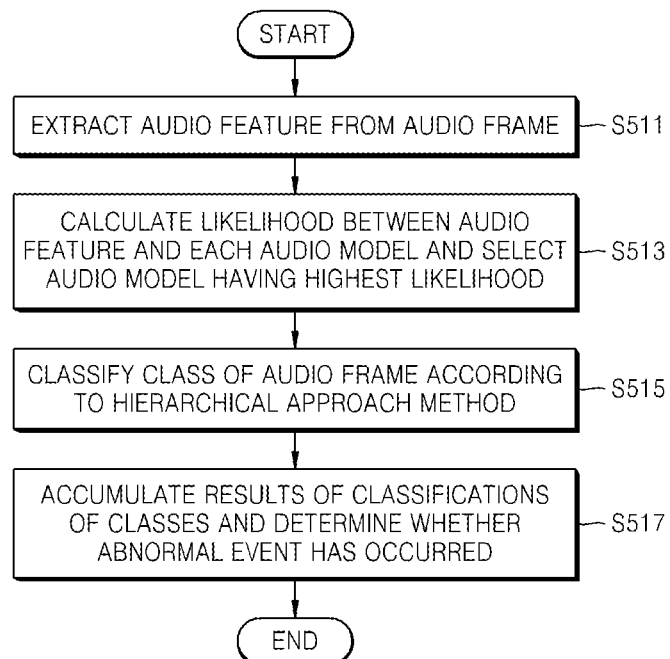 START
EXTRACT AUDIO FEATURE FROM AUDIO FRAME
S511
CALCULATE LIKELIHOOD BETWEEN AUDIO
FEATURE AND EACH AUDIO MODEL AND SELECT
AUDIO MODEL HAVING HIGHEST LIKELIHOOD
S513
CLASSIFY CLASS OF AUDIO FRAME ACCORDING
TO HIERARCHICAL APPROACH METHOD
S515
ACCUMULATE RESULTS OF CLASSIFICATIONS
OF CLASSES AND DETERMINE WHETHER
ABNORMAL EVENT HAS OCCURRED
S517
END